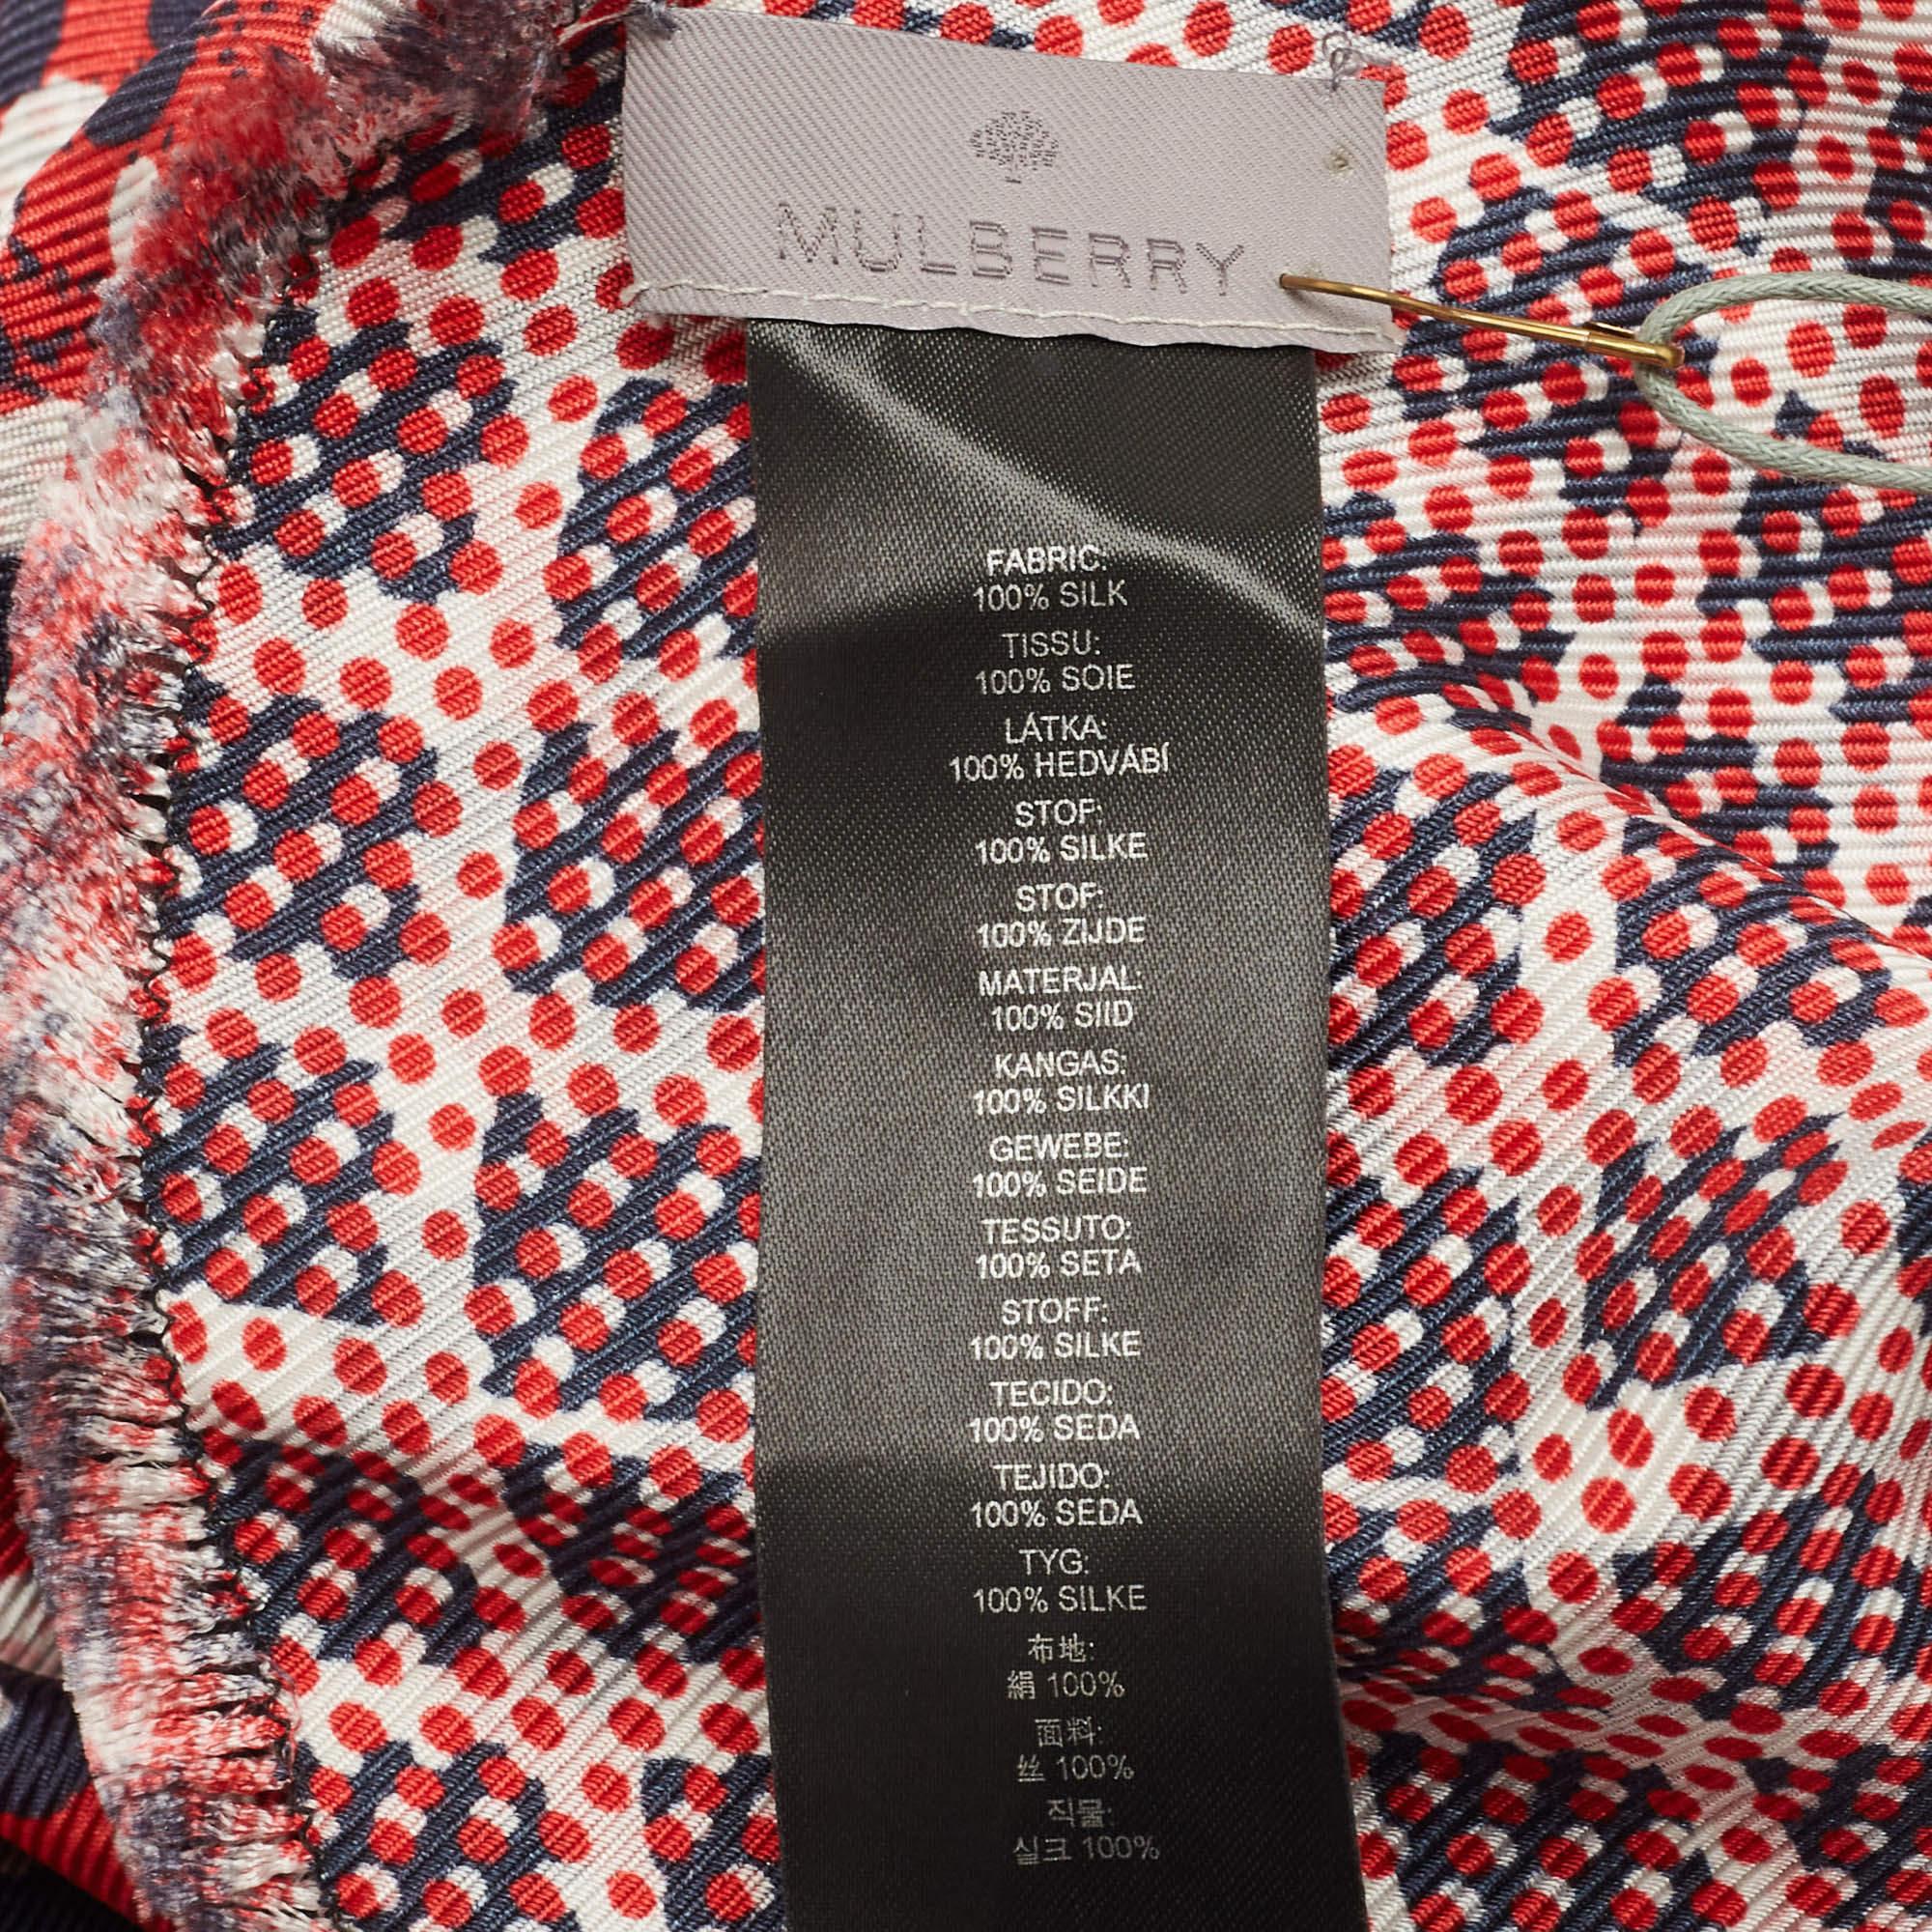 MULBERRY
FABRIC:
100% SILK
TISSU:
100% SOIE
LÁTKA:
100% HEDVÁBÍ
STOF:
100% SILKE
STOF:
100% ZIJDE
MATERJAL:
100% SIID
KANGAS:
100% SILKKI
GEWEBE:
100% SEIDE
TESSUTO:
100% SETA
STOFF:
100% SILKE
TECIDO:
100% SEDA
TEJIDO:
100% SEDA
TYG:
100% SILKE
布地:
絹 100%
面料:
丝 100%
직물:
실크 100%